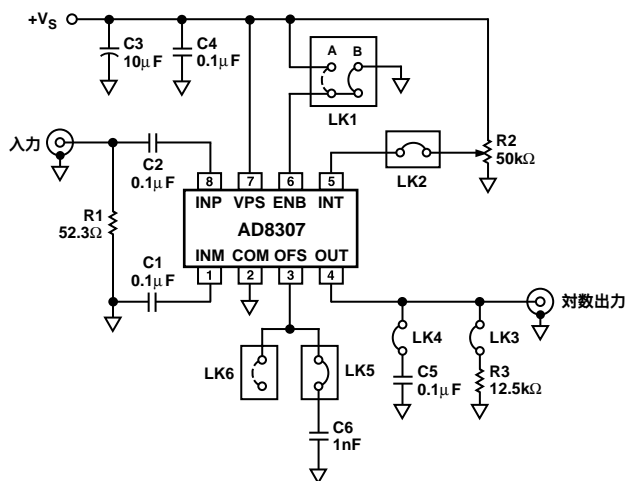 +VS
C3
10μF
C4
0.1μF
A B
LK1
入力
C2
0.1μF
R1
52.3Ω
C1
0.1μF
LK2
R2
50kΩ
8 7 6 5
INP VPS ENB INT
AD8307
INM COM OFS OUT
1 2 3 4
対数出力
LK6
LK5
LK4
LK3
C5
0.1μF
R3
12.5kΩ
C6
1nF